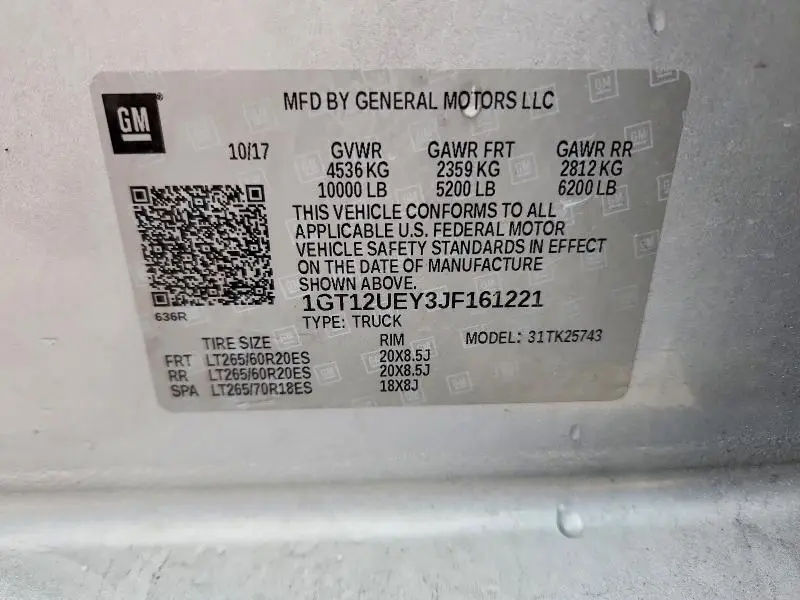 GM
MFD BY GENERAL MOTORS LLC
10/17 GVWR GAWR FRT GAWR RR
4536 KG 2359 KG 2812 KG
10000 LB 5200 LB 6200 LB
THIS VEHICLE CONFORMS TO ALL
APPLICABLE U.S. FEDERAL MOTOR
VEHICLE SAFETY STANDARDS IN EFFECT
ON THE DATE OF MANUFACTURE
SHOWN ABOVE.
636R
1GT12UEY3JF161221
TYPE: TRUCK
TIRE SIZE RIM MODEL: 31TK25743
FRT LT265/60R20ES 20X8.5J
RR LT265/60R20ES 20X8.5J
SPA LT265/70R18ES 18X8J